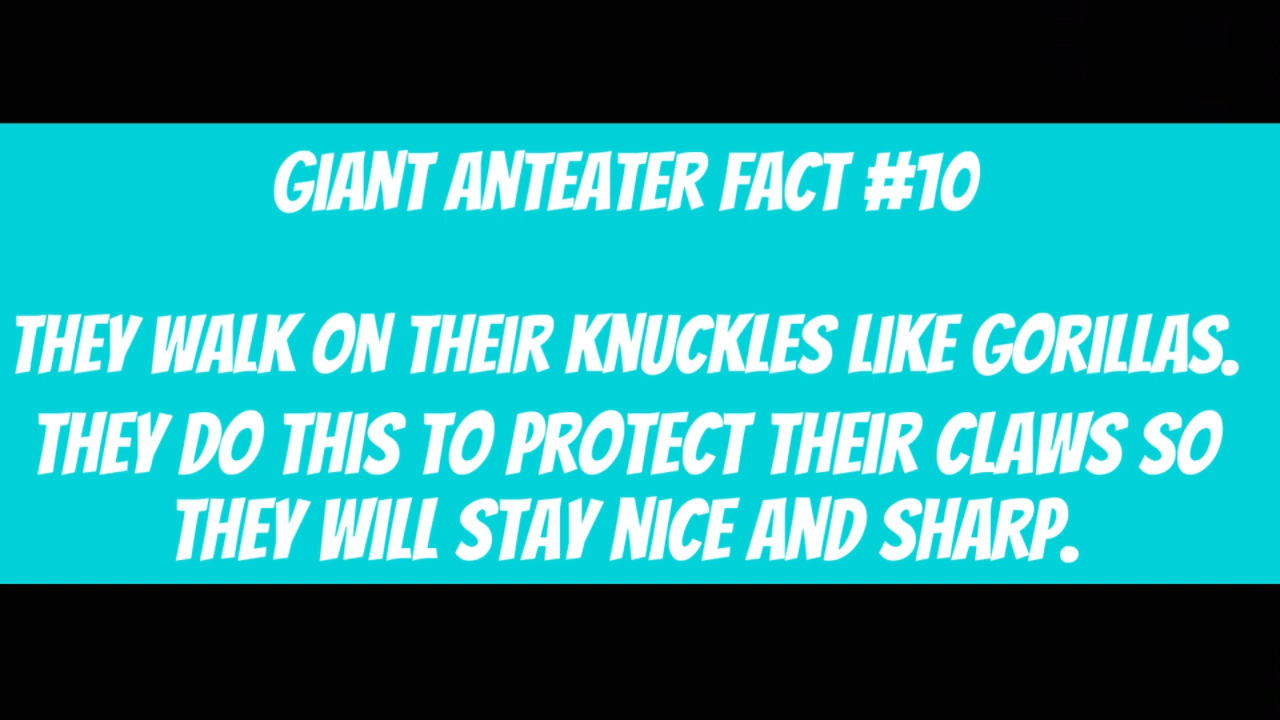 GIANT ANTEATER FACT #10
THEY WALK ON THEIR KNUCKLES LIKE GORILLAS.
THEY DO THIS TO PROTECT THEIR CLAWS SO
THEY WILL STAY NICE AND SHARP.